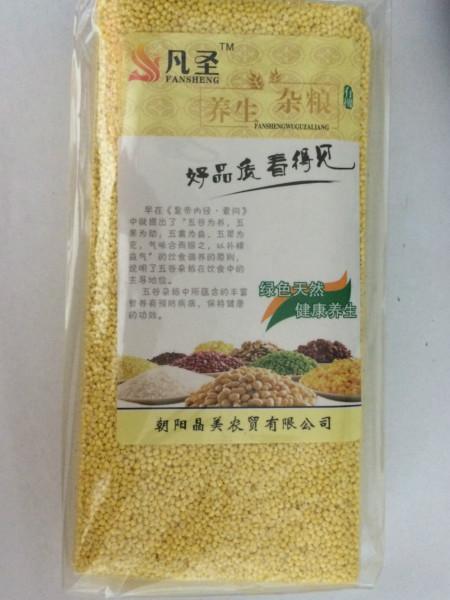 凡圣™
FANSHENG
养生 杂粮
FANSHENGWUGUZALIANG
好品质看得见
早在《皇帝内径·素问》
中就提出了“五谷为养，五
果为助，五禽为益，五菜为
充，气味合而服之，以补精
益气”的饮食调养的原则，
说明了五谷杂粮在饮食中的
主导地位。
五谷杂粮中所蕴含的丰富
营养有预防疾病，保持健康
的功效。
绿色天然
健康养生
朝阳晶美农贸有限公司